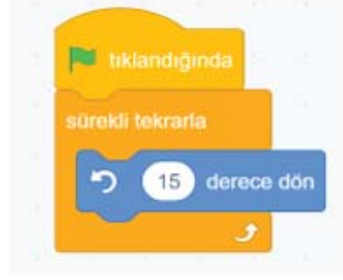 tıklandığında
sürekli tekrarla
15 derece dön